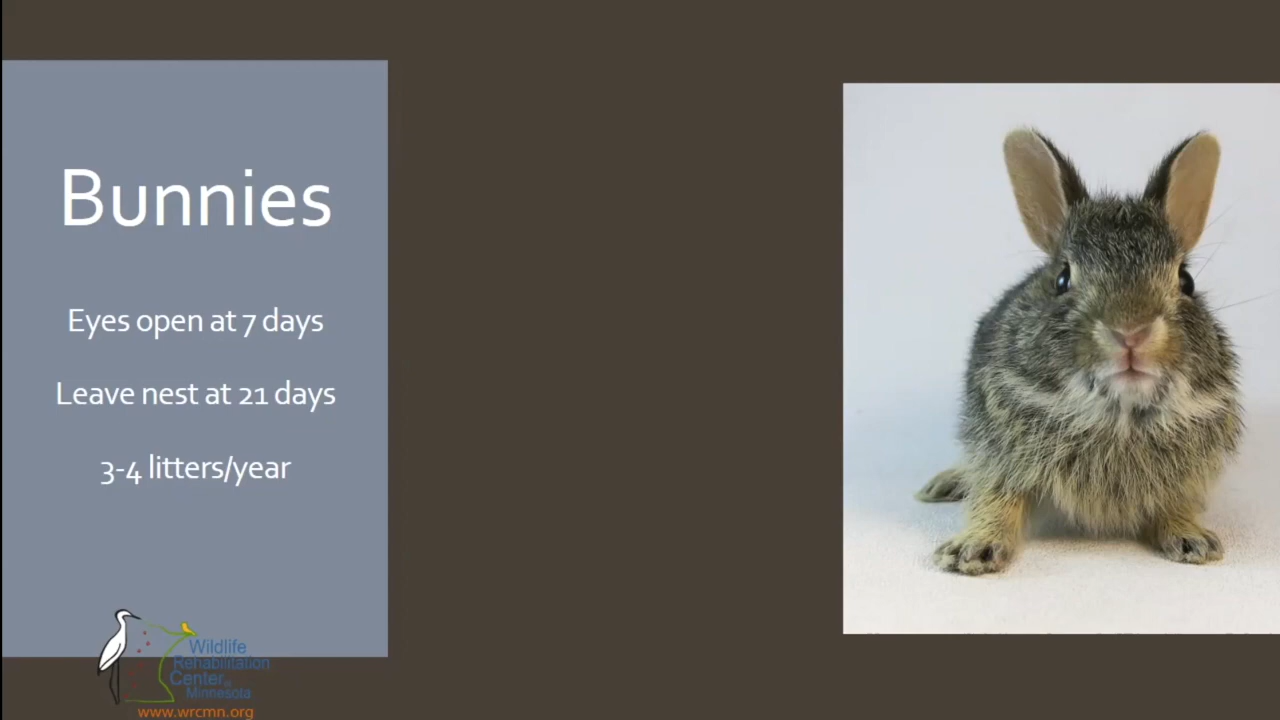 Bunnies
Eyes open at 7 days
Leave nest at 21 days
3-4 litters/year
Wildlife
Rehabilitation
Center of
Minnesota
www.wrcmn.org